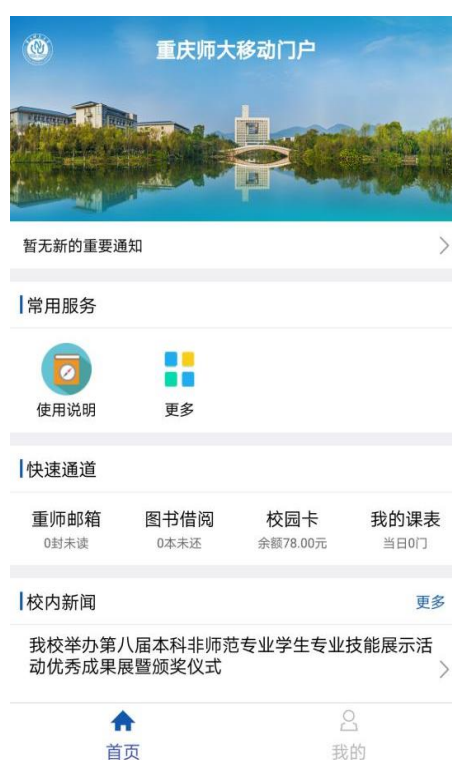 重庆师大移动门户
暂无新的重要通知
常用服务
使用说明 更多
快速通道
重师邮箱 图书借阅 校园卡 我的课表
0封未读 0本未还 余额78.00元 当日0门
校内新闻 更多
我校举办第八届本科非师范专业学生专业技能展示活
动优秀成果展暨颁奖仪式
首页 我的